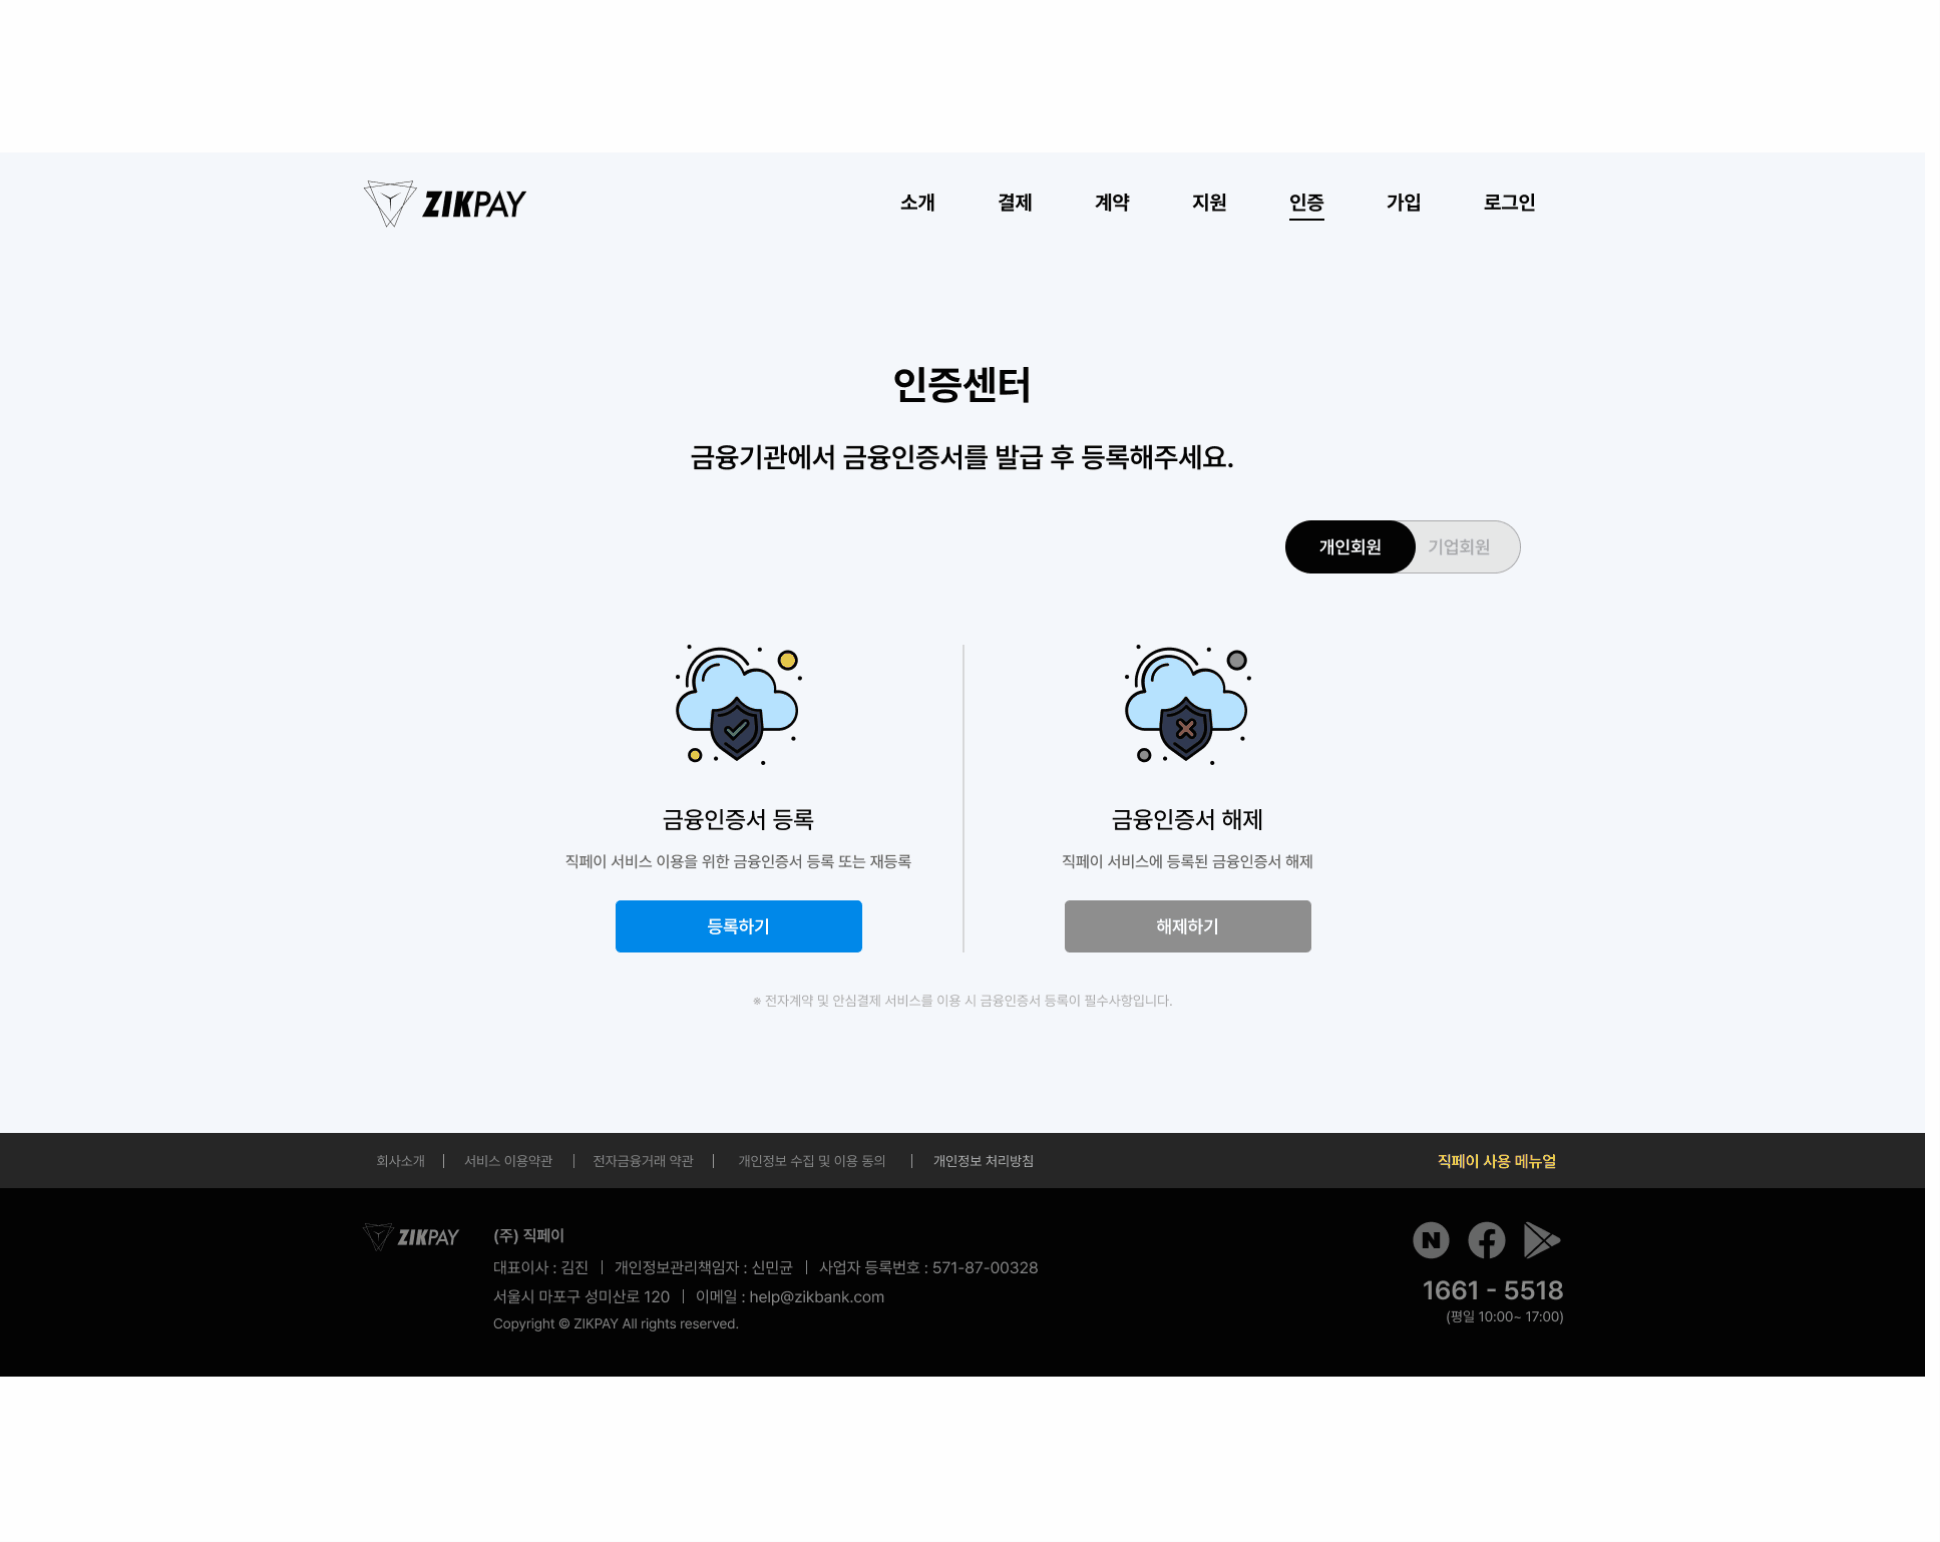 ZIKPAY
소개 결제 계약 지원 인증 가입 로그인
인증센터
금융기관에서 금융인증서를 발급 후 등록해주세요.
개인회원 기업회원
금융인증서 등록
직페이 서비스 이용을 위한 금융인증서 등록 또는 재등록
등록하기
금융인증서 해제
직페이 서비스에 등록된 금융인증서 해제
해제하기
※ 전자계약 및 안심결제 서비스를 이용 시 금융인증서 등록이 필수사항입니다.
회사소개 | 서비스 이용약관 | 전자금융거래 약관 | 개인정보 수집 및 이용 동의 | 개인정보 처리방침
직페이 사용 메뉴얼
ZIKPAY
(주) 직페이
대표이사 : 김진 | 개인정보관리책임자 : 신민균 | 사업자 등록번호 : 571-87-00328
서울시 마포구 성미산로 120 | 이메일 : help@zikbank.com
Copyright © ZIKPAY All rights reserved.
N
1661 - 5518
(평일 10:00~ 17:00)